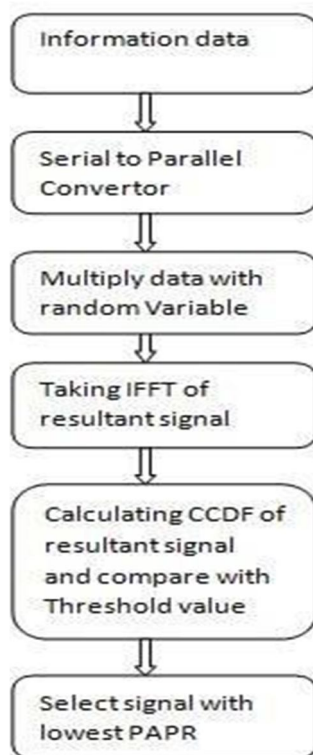 Information data
Serial to Parallel
Convertor
Multiply data with
random Variable
Taking IFFT of
resultant signal
Calculating CCDF of
resultant signal
and compare with
Threshold value
Select signal with
lowest PAPR